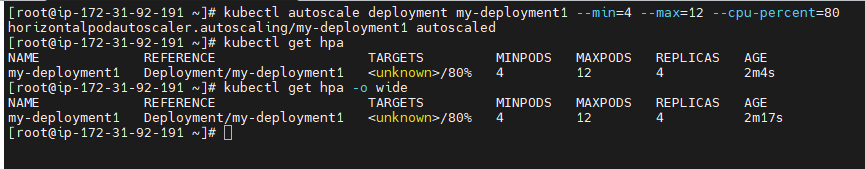 [root@ip-172-31-92-191 ~]# kubectl autoscale deployment my-deployment1 --min=4 --max=12 --cpu-percent=80
horizontalpodautoscaler.autoscaling/my-deployment1 autoscaled
[root@ip-172-31-92-191 ~]# kubectl get hpa
NAME             REFERENCE                   TARGETS         MINPODS   MAXPODS   REPLICAS   AGE
my-deployment1   Deployment/my-deployment1   <unknown>/80%   4         12        4          2m4s
[root@ip-172-31-92-191 ~]# kubectl get hpa -o wide
NAME             REFERENCE                   TARGETS         MINPODS   MAXPODS   REPLICAS   AGE
my-deployment1   Deployment/my-deployment1   <unknown>/80%   4         12        4          2m17s
[root@ip-172-31-92-191 ~]#